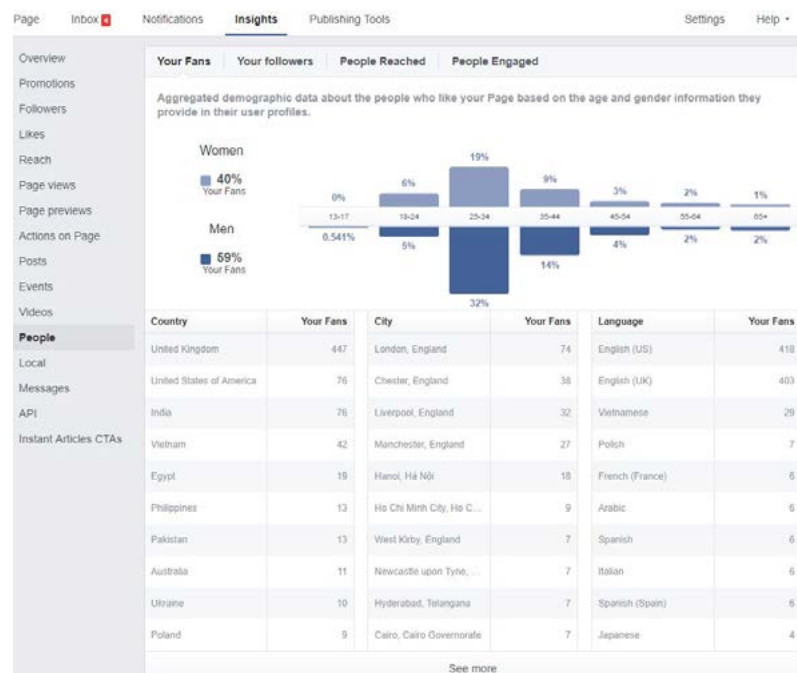 Page Inbox 4 Notifications Insights Publishing Tools Settings Help
Overview
Promotions
Followers
Likes
Reach
Page views
Page previews
Actions on Page
Posts
Events
Videos
People
Local
Messages
API
Instant Articles CTAs
Your Fans Your followers People Reached People Engaged
Aggregated demographic data about the people who like your Page based on the age and gender information they
provide in their user profiles.
Women
40%
Your Fans
0% 6% 19% 9% 3% 2% 1%
13-17 18-24 25-34 35-44 45-54 55-64 65+
Men
59%
Your Fans
0.541% 5% 32% 14% 4% 2% 2%
Country Your Fans City Your Fans Language Your Fans
United Kingdom 447 London, England 74 English (US) 418
United States of America 76 Chester, England 38 English (UK) 403
India 76 Liverpool, England 32 Vietnamese 29
Vietnam 42 Manchester, England 27 Polish 7
Egypt 19 Hanoi, Hà Nội 18 French (France) 6
Philippines 13 Ho Chi Minh City, Ho C... 9 Arabic 6
Pakistan 13 West Kirby, England 7 Spanish 6
Australia 11 Newcastle upon Tyne, ... 7 Italian 6
Ukraine 10 Hyderabad, Telangana 7 Spanish (Spain) 6
Poland 9 Cairo, Cairo Governorate 7 Japanese 4
See more